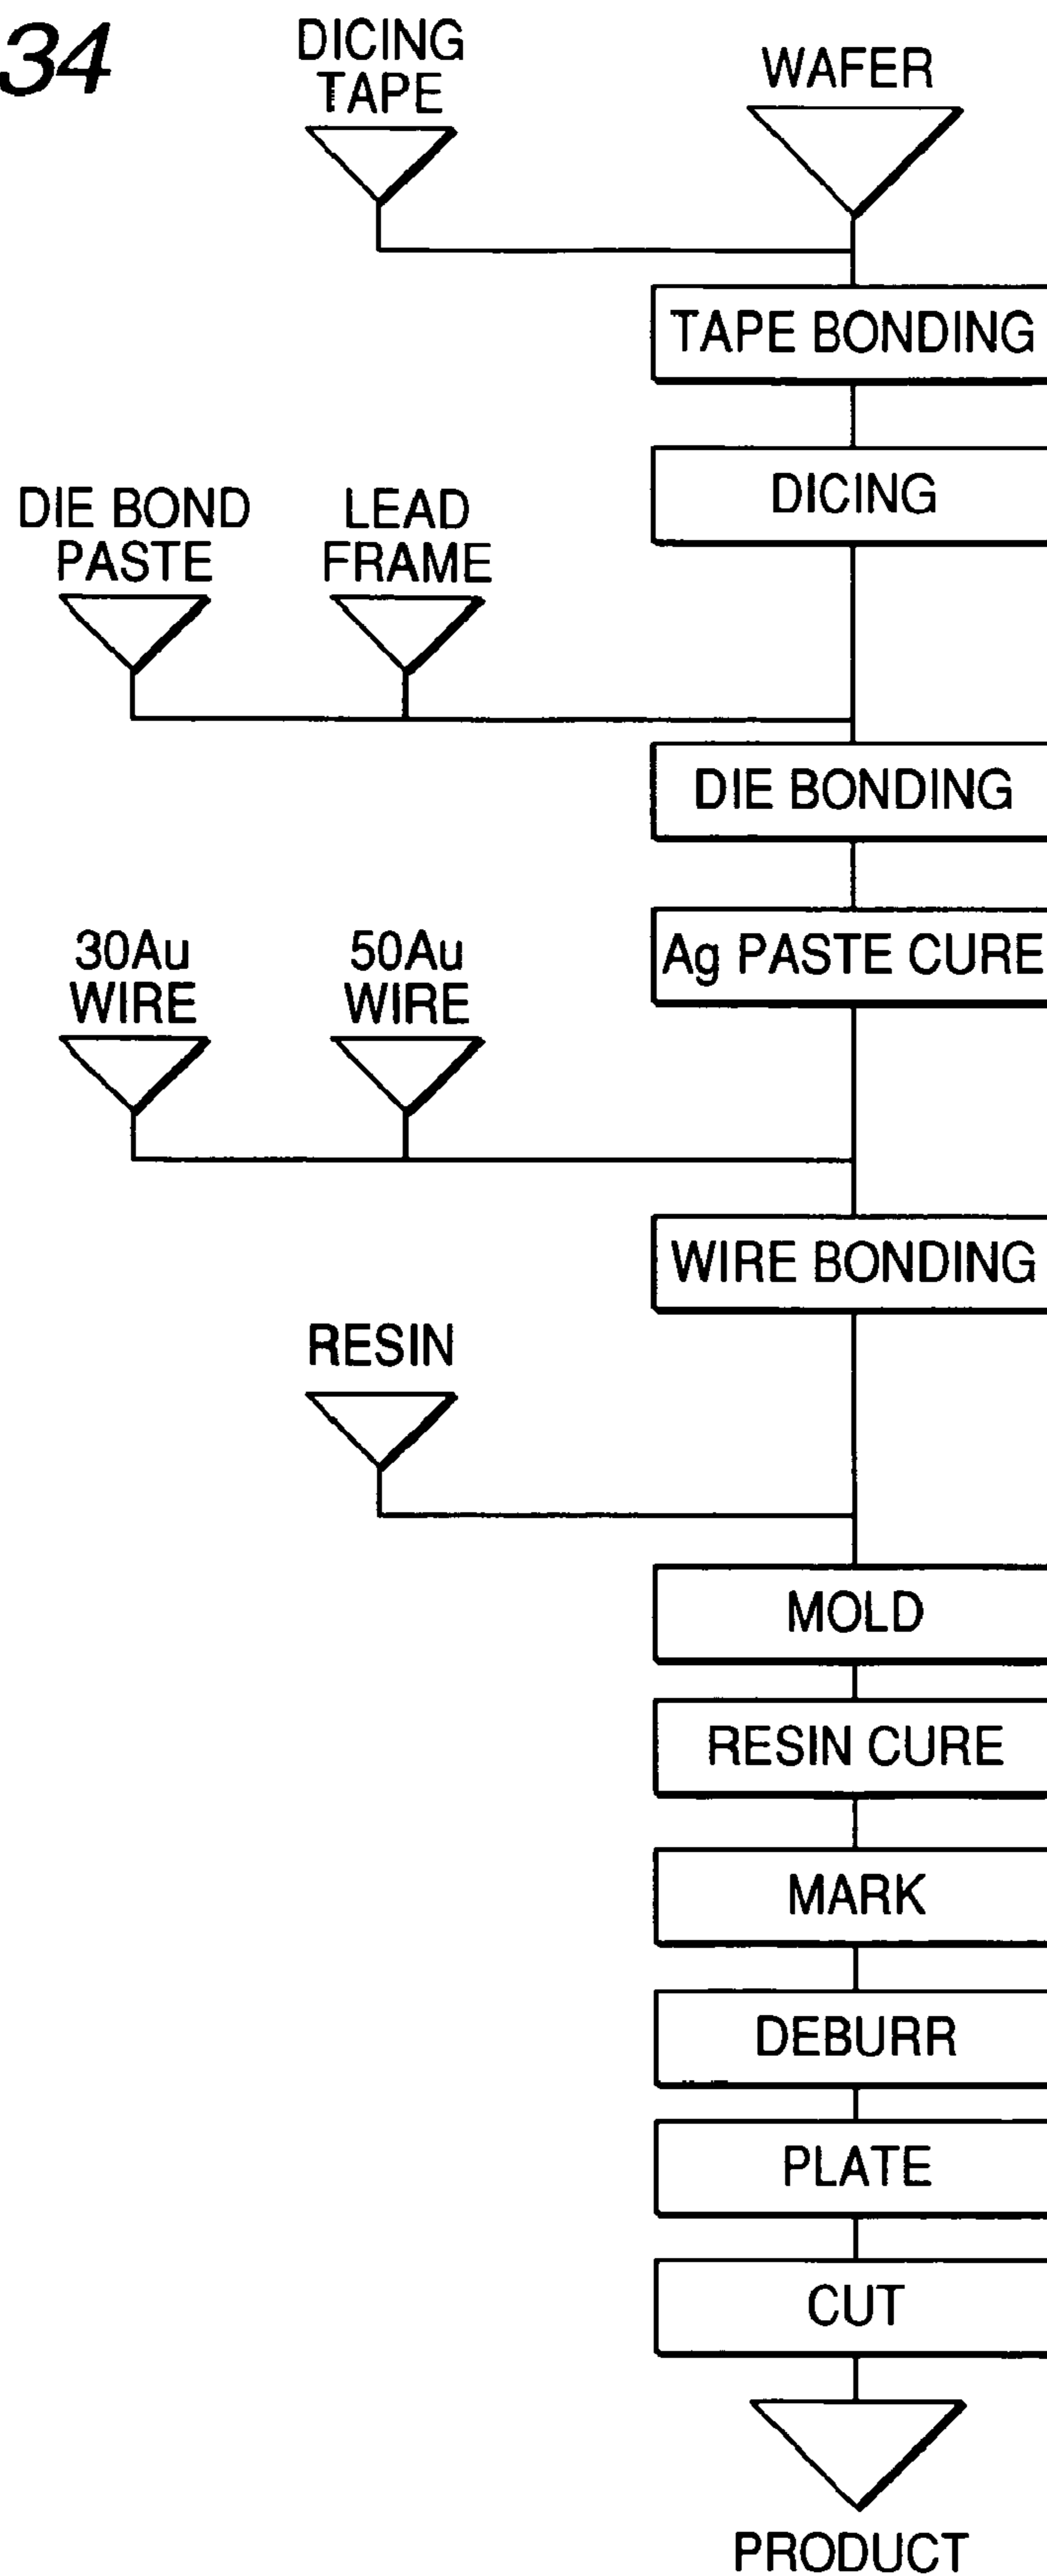 34
DICING
TAPE
WAFER
TAPE BONDING
DICING
DIE BOND
PASTE
LEAD
FRAME
DIE BONDING
Ag PASTE CURE
30Au
WIRE
50Au
WIRE
WIRE BONDING
RESIN
MOLD
RESIN CURE
MARK
DEBURR
PLATE
CUT
PRODUCT